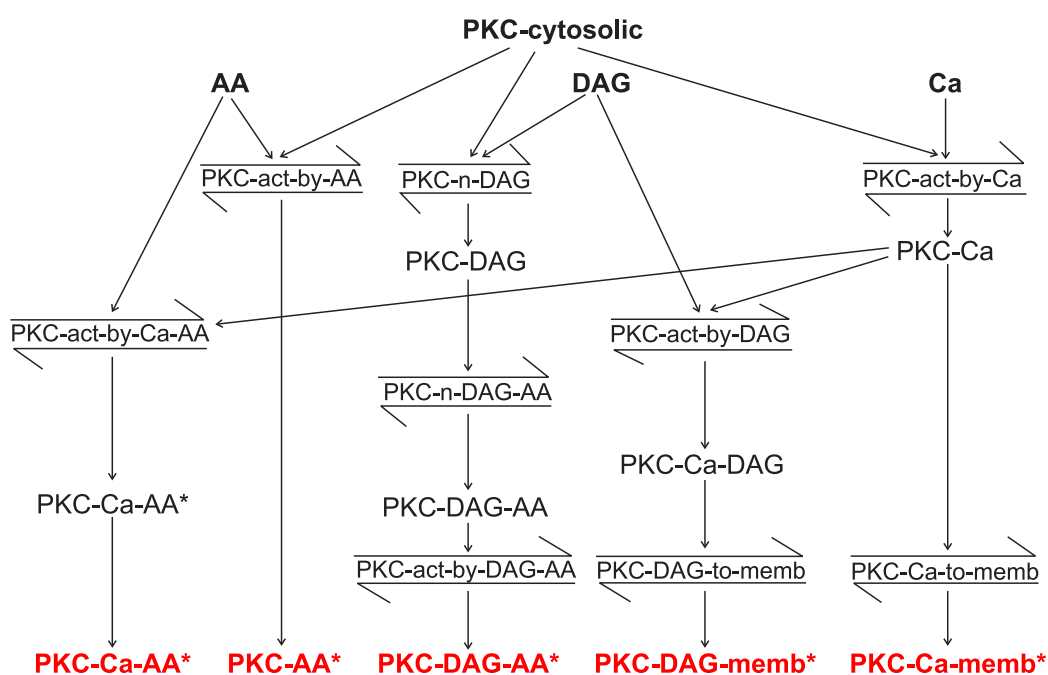 PKC-cytosolic
AA
DAG
Ca
PKC-act-by-AA
PKC-n-DAG
PKC-act-by-Ca
PKC-DAG
PKC-Ca
PKC-act-by-Ca-AA
PKC-act-by-DAG
PKC-n-DAG-AA
PKC-Ca-DAG
PKC-Ca-AA*
PKC-DAG-AA
PKC-act-by-DAG-AA
PKC-DAG-to-memb
PKC-Ca-to-memb
PKC-Ca-AA*
PKC-AA*
PKC-DAG-AA*
PKC-DAG-memb*
PKC-Ca-memb*